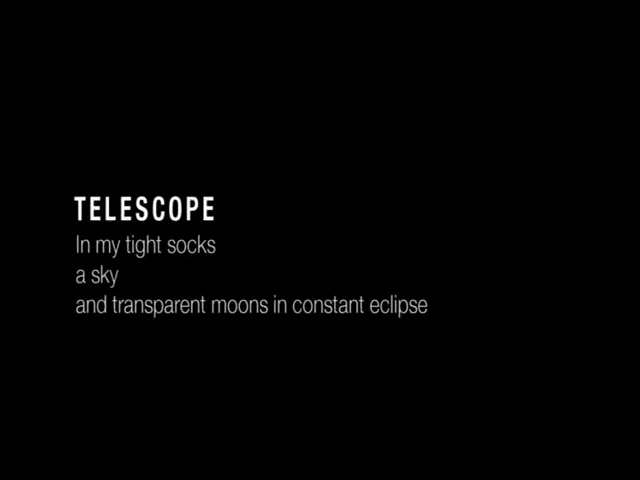 TELESCOPE
In my tight socks
a sky
and transparent moons in constant eclipse